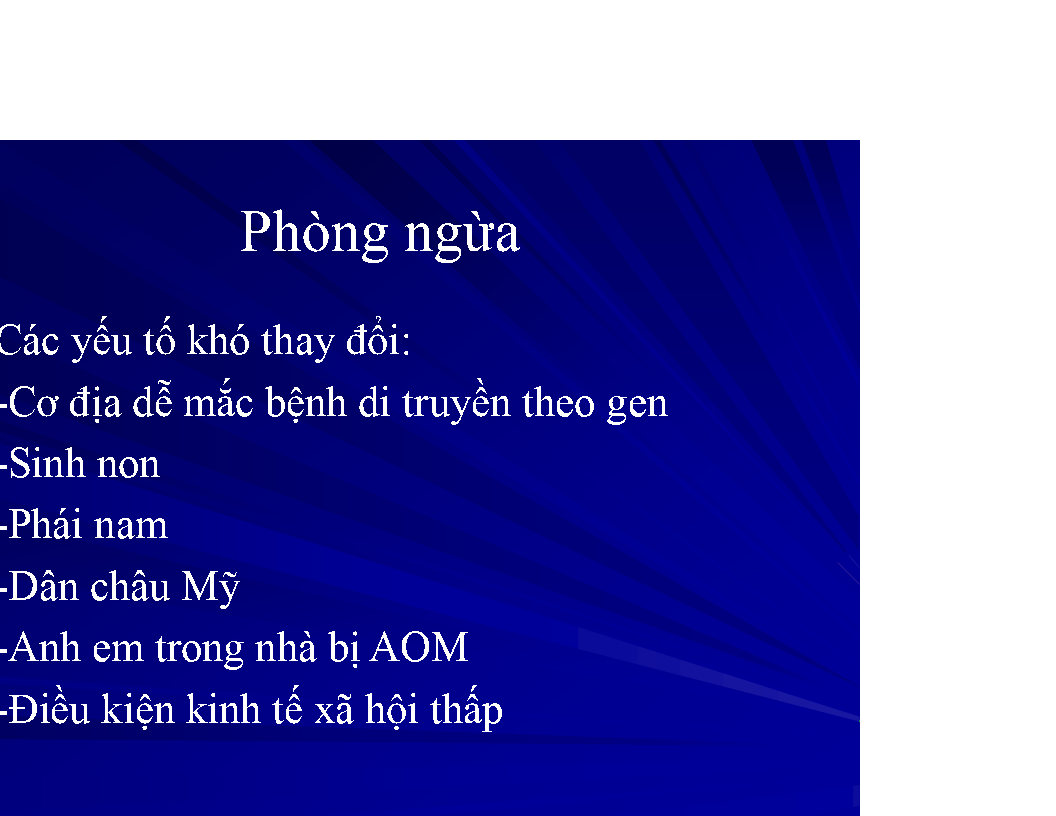 Phòng ngừa
Các yếu tố khó thay đổi:
-Cơ địa dễ mắc bệnh di truyền theo gen
-Sinh non
-Phái nam
-Dân châu Mỹ
-Anh em trong nhà bị AOM
-Điều kiện kinh tế xã hội thấp